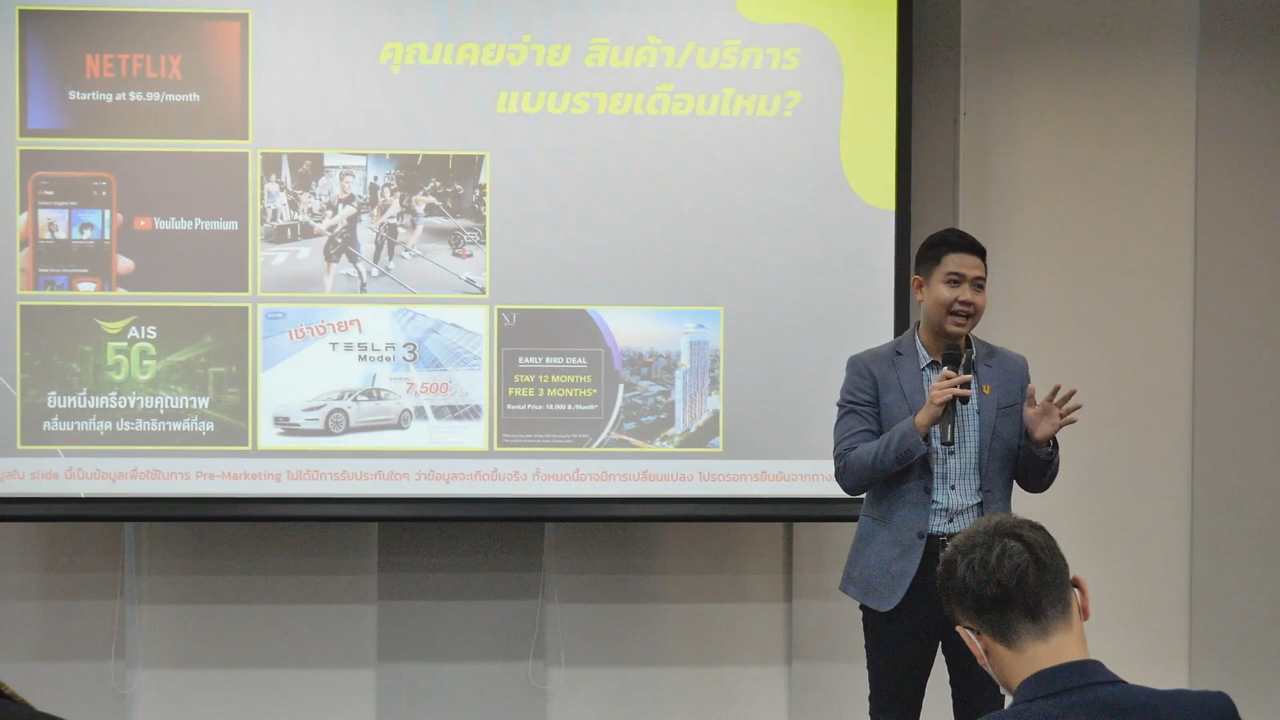 คุณเคยจ่าย สินค้า/บริการ
แบบรายเดือนไหม?
NETFLIX
Starting at $6.99/month
YouTube Premium
AIS
5G
ยืนหนึ่งเครือข่ายคุณภาพ
คลื่นมากที่สุด ประสิทธิภาพดีที่สุด
เช่าง่ายๆ
TESLA
Model 3
7,500
XT
EARLY BIRD DEAL
STAY 12 MONTHS
FREE 3 MONTHS*
Rental Price: 18,000 B./Month*
slide นี้เป็นข้อมูลเพื่อใช้ในการ Pre-Marketing ไม่ได้มีการรับประกันใดๆ ว่าข้อมูลจะเกิดขึ้นจริง ทั้งหมดนี้อาจมีการเปลี่ยนแปลง โปรดรอการยืนยันจากทาง